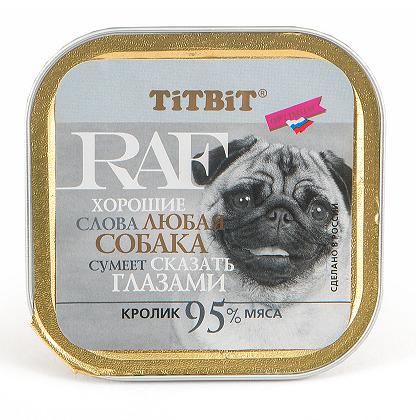 TiTBiT®
RAF
ХОРОШИЕ
СЛОВА ЛЮБАЯ
СОБАКА
СУМЕЕТ СКАЗАТЬ
ГЛАЗАМИ
КРОЛИК 95% МЯСА
СДЕЛАНО В РОССИИ